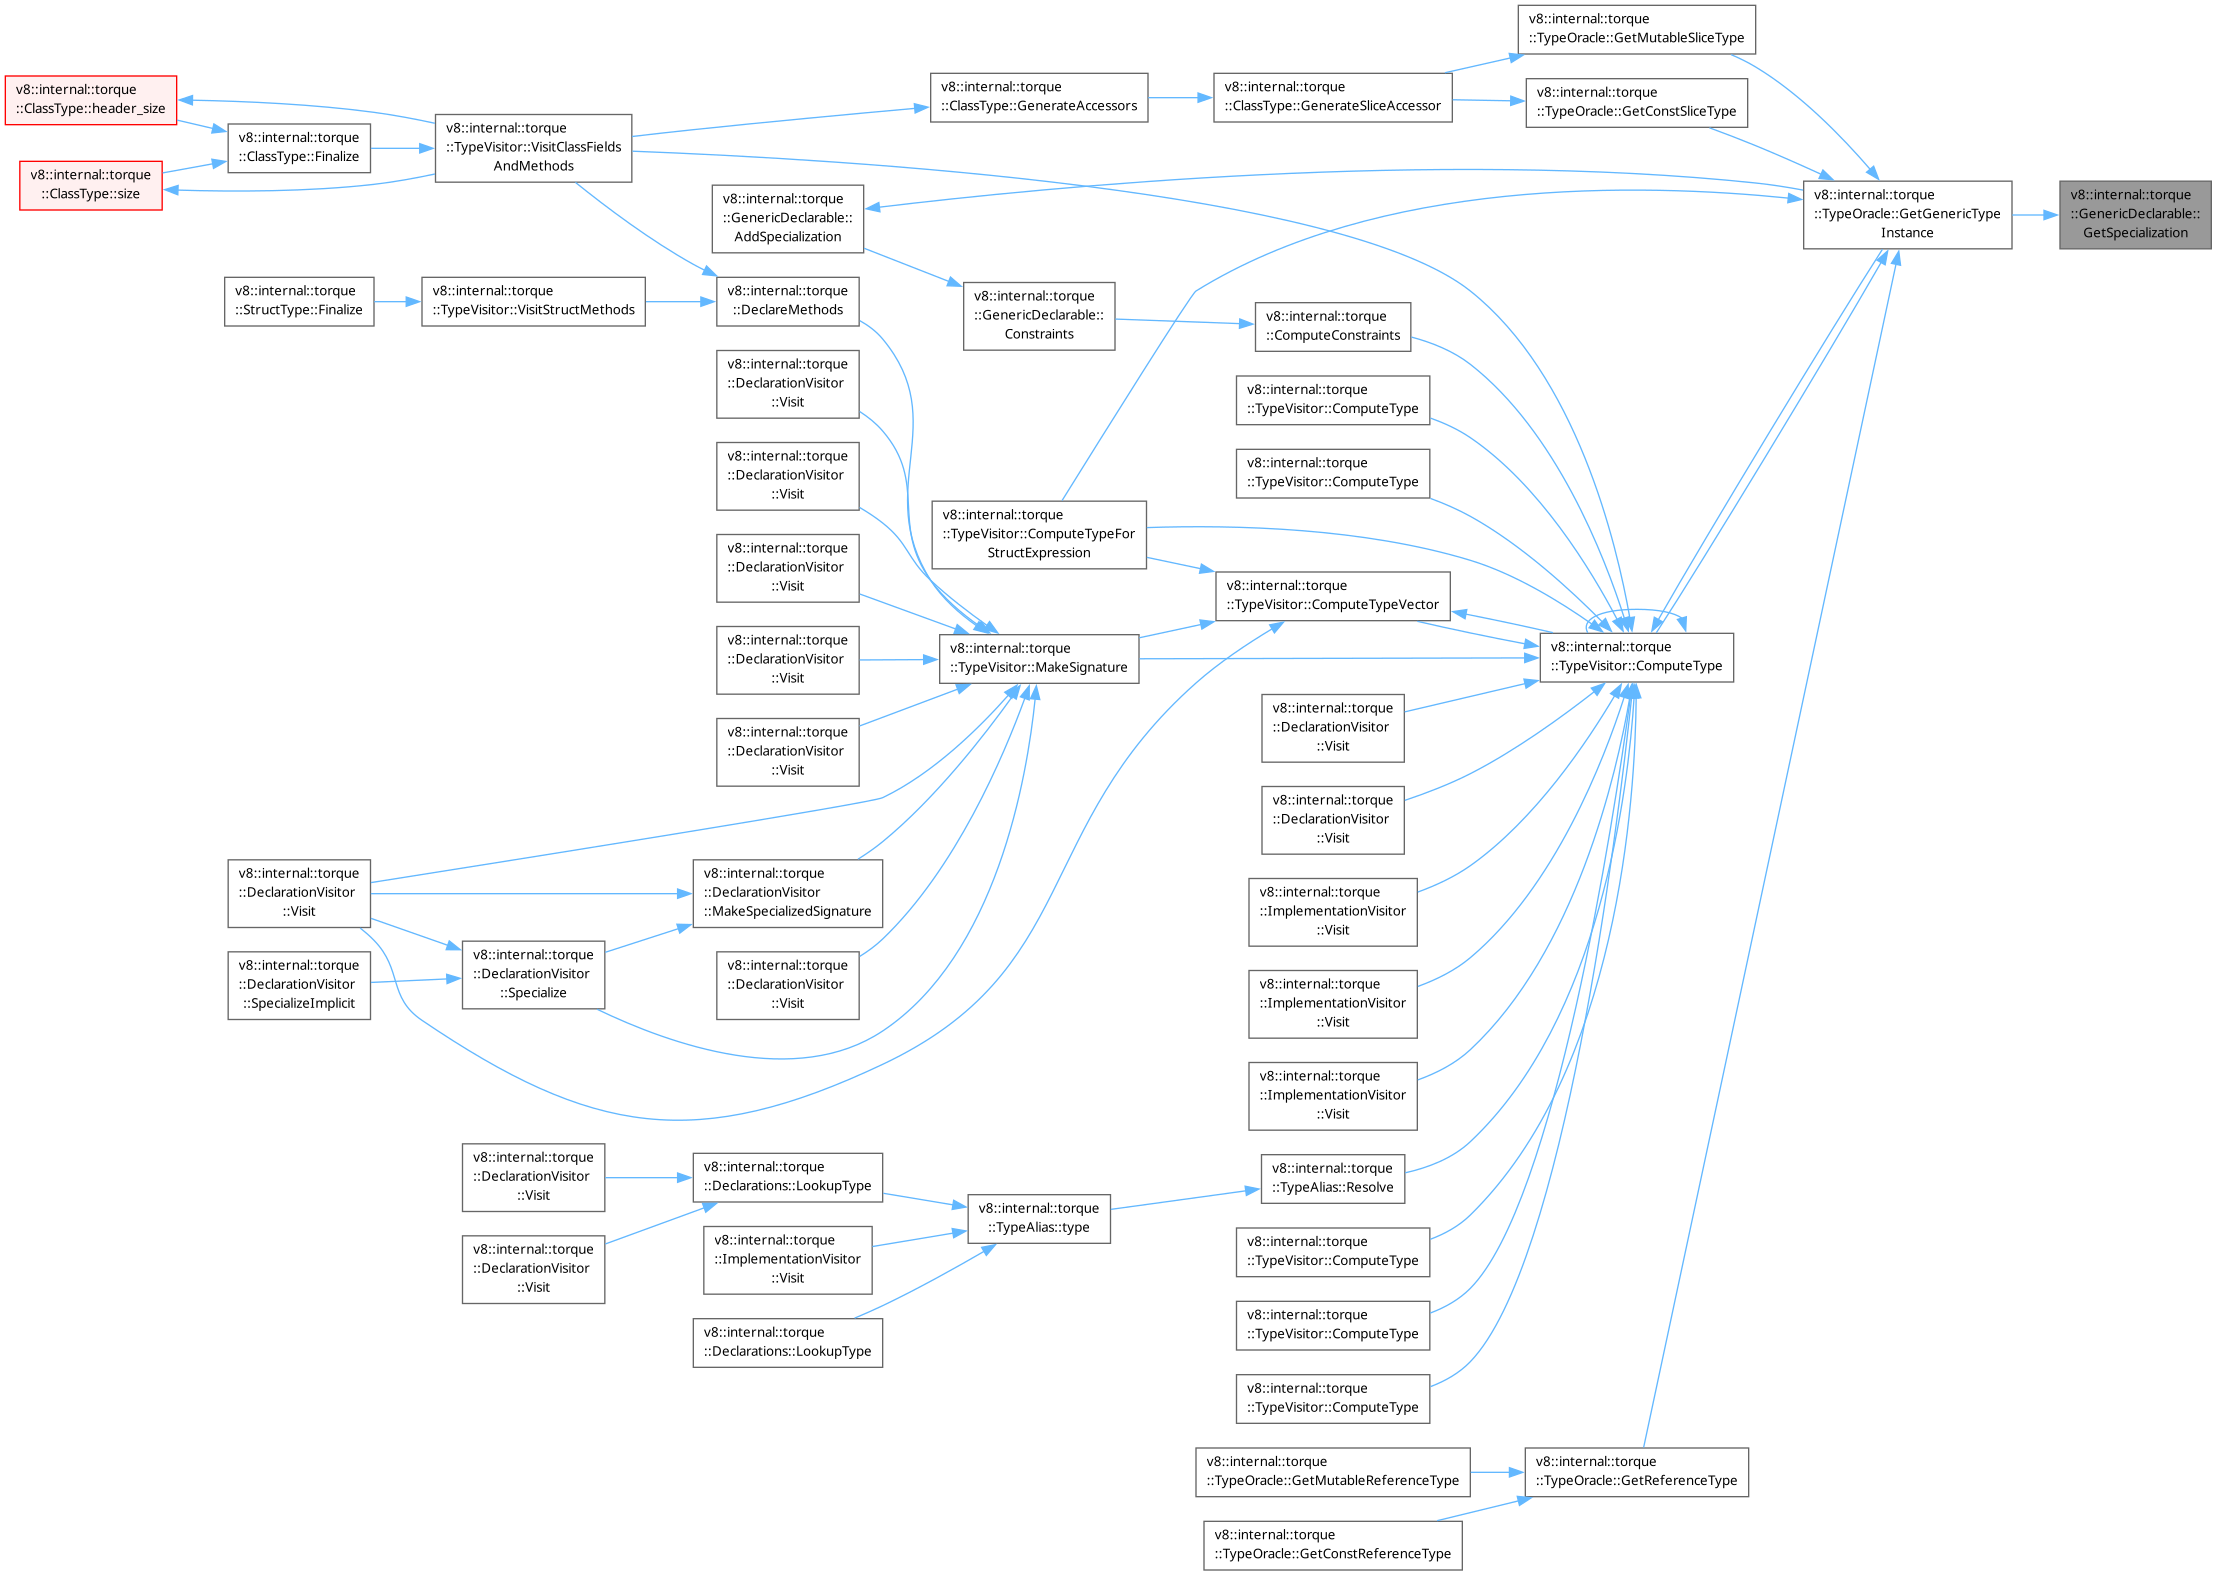 v8::internal::torque
::TypeOracle::GetMutableSliceType
v8::internal::torque
::ClassType::header_size
v8::internal::torque
::ClassType::GenerateAccessors
v8::internal::torque
::ClassType::GenerateSliceAccessor
v8::internal::torque
::TypeOracle::GetConstSliceType
v8::internal::torque
::ClassType::Finalize
v8::internal::torque
::TypeVisitor::VisitClassFields
AndMethods
v8::internal::torque
::ClassType::size
v8::internal::torque
::GenericDeclarable::
AddSpecialization
v8::internal::torque
::TypeOracle::GetGenericType
Instance
v8::internal::torque
::GenericDeclarable::
GetSpecialization
v8::internal::torque
::StructType::Finalize
v8::internal::torque
::TypeVisitor::VisitStructMethods
v8::internal::torque
::DeclareMethods
v8::internal::torque
::GenericDeclarable::
Constraints
v8::internal::torque
::ComputeConstraints
v8::internal::torque
::DeclarationVisitor
::Visit
v8::internal::torque
::TypeVisitor::ComputeType
v8::internal::torque
::DeclarationVisitor
::Visit
v8::internal::torque
::TypeVisitor::ComputeType
v8::internal::torque
::TypeVisitor::ComputeTypeFor
StructExpression
v8::internal::torque
::DeclarationVisitor
::Visit
v8::internal::torque
::TypeVisitor::ComputeTypeVector
v8::internal::torque
::DeclarationVisitor
::Visit
v8::internal::torque
::TypeVisitor::MakeSignature
v8::internal::torque
::TypeVisitor::ComputeType
v8::internal::torque
::DeclarationVisitor
::Visit
v8::internal::torque
::DeclarationVisitor
::Visit
v8::internal::torque
::DeclarationVisitor
::Visit
v8::internal::torque
::DeclarationVisitor
::Visit
v8::internal::torque
::DeclarationVisitor
::MakeSpecializedSignature
v8::internal::torque
::ImplementationVisitor
::Visit
v8::internal::torque
::DeclarationVisitor
::SpecializeImplicit
v8::internal::torque
::DeclarationVisitor
::Specialize
v8::internal::torque
::DeclarationVisitor
::Visit
v8::internal::torque
::ImplementationVisitor
::Visit
v8::internal::torque
::ImplementationVisitor
::Visit
v8::internal::torque
::DeclarationVisitor
::Visit
v8::internal::torque
::Declarations::LookupType
v8::internal::torque
::TypeAlias::Resolve
v8::internal::torque
::TypeAlias::type
v8::internal::torque
::DeclarationVisitor
::Visit
v8::internal::torque
::ImplementationVisitor
::Visit
v8::internal::torque
::TypeVisitor::ComputeType
v8::internal::torque
::TypeVisitor::ComputeType
v8::internal::torque
::Declarations::LookupType
v8::internal::torque
::TypeVisitor::ComputeType
v8::internal::torque
::TypeOracle::GetMutableReferenceType
v8::internal::torque
::TypeOracle::GetReferenceType
v8::internal::torque
::TypeOracle::GetConstReferenceType